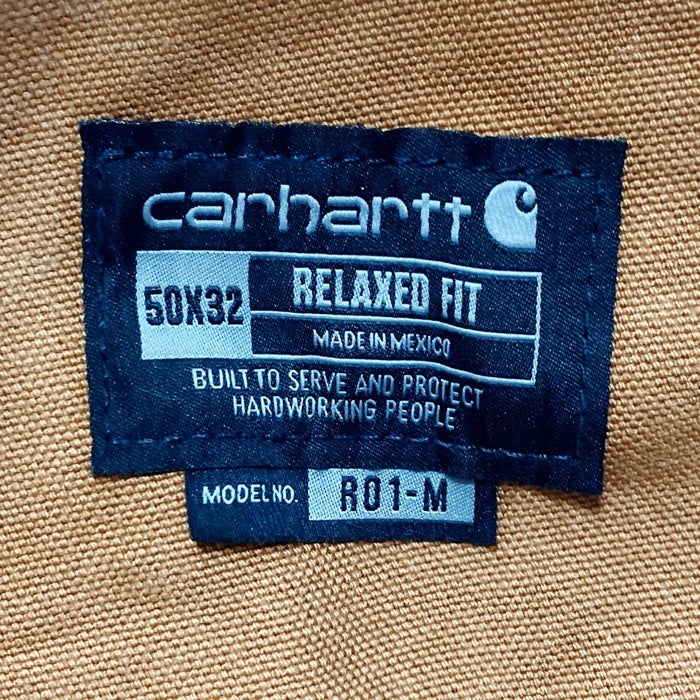 carhartt
50X32
RELAXED FIT
MADE IN MEXICO
BUILT TO SERVE AND PROTECT
HARDWORKING PEOPLE
MODEL NO. R01-M